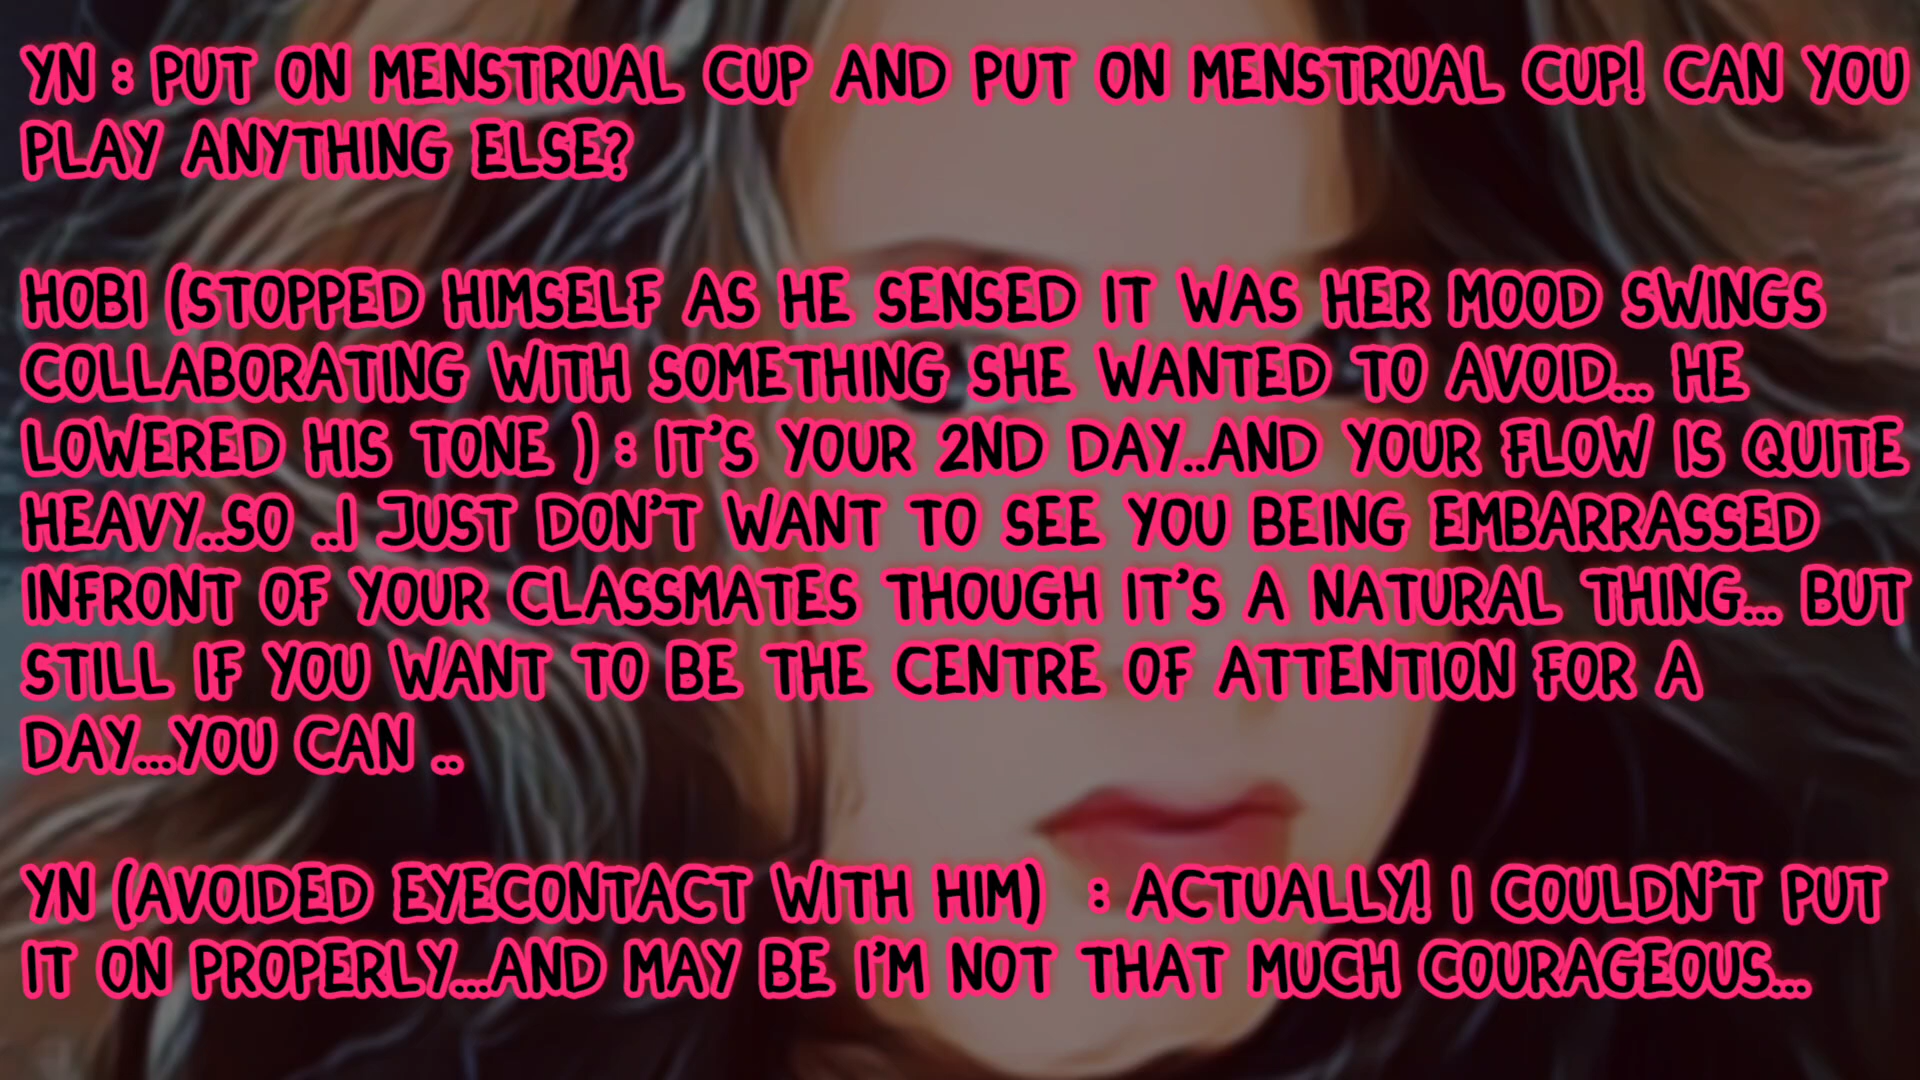 YN : PUT ON MENSTRUAL CUP AND PUT ON MENSTRUAL CUP! CAN YOU
PLAY ANYTHING ELSE?
HOBI (STOPPED HIMSELF AS HE SENSED IT WAS HER MOOD SWINGS
COLLABORATING WITH SOMETHING SHE WANTED TO AVOID... HE
LOWERED HIS TONE ) : IT'S YOUR 2ND DAY..AND YOUR FLOW IS QUITE
HEAVY..SO ..I JUST DON'T WANT TO SEE YOU BEING EMBARRASSED
INFRONT OF YOUR CLASSMATES THOUGH IT'S A NATURAL THING... BUT
STILL IF YOU WANT TO BE THE CENTRE OF ATTENTION FOR A
DAY...YOU CAN ..
YN (AVOIDED EYECONTACT WITH HIM)  : ACTUALLY! I COULDN'T PUT
IT ON PROPERLY...AND MAY BE I'M NOT THAT MUCH COURAGEOUS...